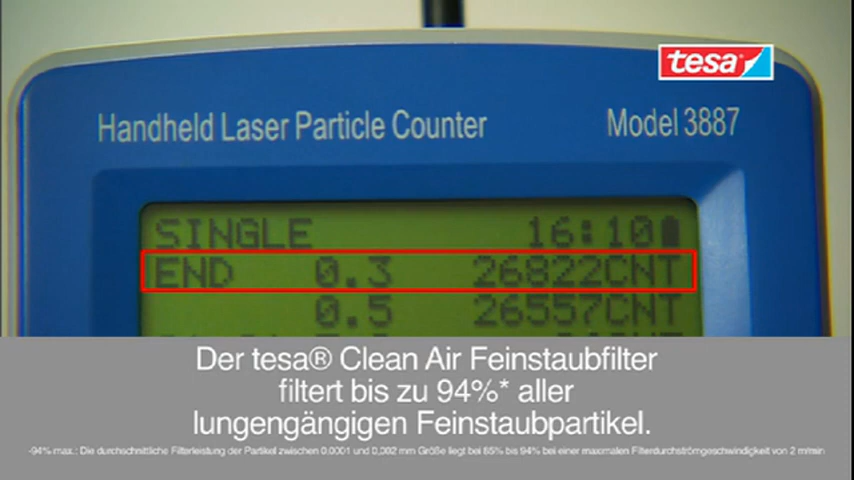 tesa
Handheld Laser Particle Counter Model 3887
SINGLE 16:10
END 0.3 26822CNT
0.5 26557CNT
Der tesa® Clean Air Feinstaubfilter
filtert bis zu 94%* aller
lungengängigen Feinstaubpartikel.
-94% max.: Die durchschnittliche Filterleistung der Partikel zwischen 0.0001 und 0,002 mm Größe liegt bei 65% bis 94% bei einer maximalen Filterdurchströmgeschwindigkeit von 2 m/min